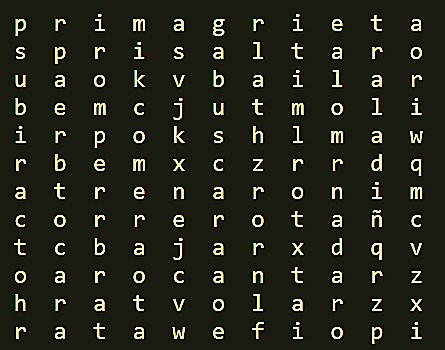 p r i m a g r i e t a
s p r i s a l t a r o
u a o k v b a i l a r
b e m c j u t m o l i
i r p o k s h l m a w
r b e m x c z r r d q
a t r e n a r o n i m
c o r r e r o t a ñ c
t c b a j a r x d q v
o a r o c a n t a r z
h r a t v o l a r z x
r a t a w e f i o p i